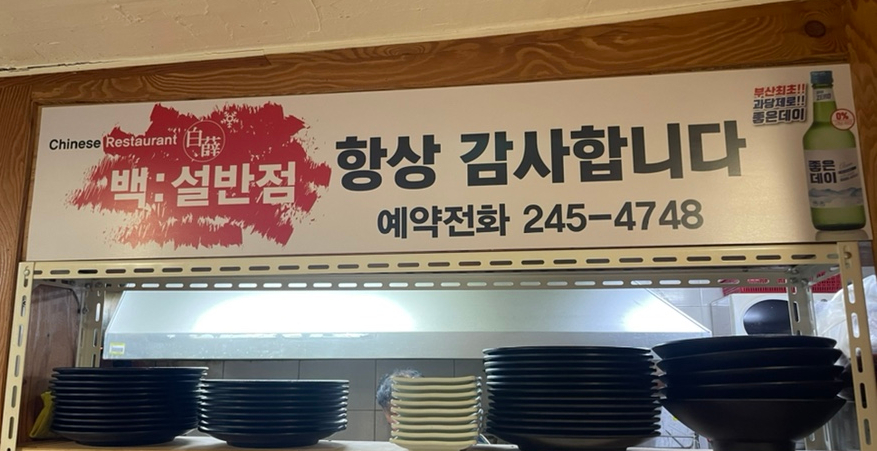 Chinese Restaurant 白薛
백:설반점
항상 감사합니다
예약전화 245-4748
부산최초!!
과당제로!!
좋은데이
0%
좋은
데이